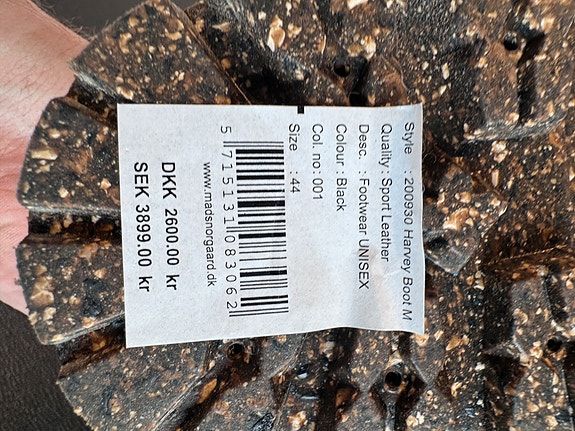 Style : 200930 Harvey Boot M
Quality : Sport Leather
Desc. : Footwear UNISEX
Colour : Black
Col. no : 001
Size : 44
5 715131 083062
www.madsnorgaard.dk
DKK 2600.00 kr
SEK 3899.00 kr